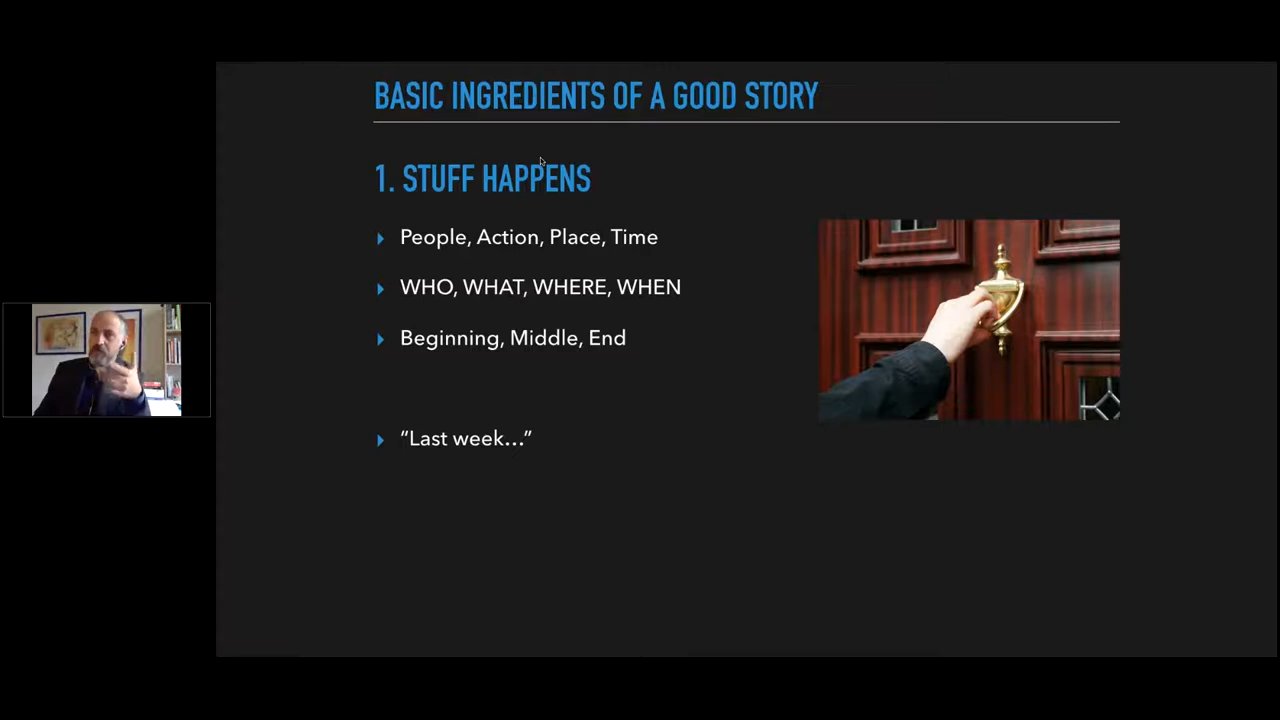 BASIC INGREDIENTS OF A GOOD STORY
1. STUFF HAPPENS
People, Action, Place, Time
WHO, WHAT, WHERE, WHEN
Beginning, Middle, End
“Last week…”